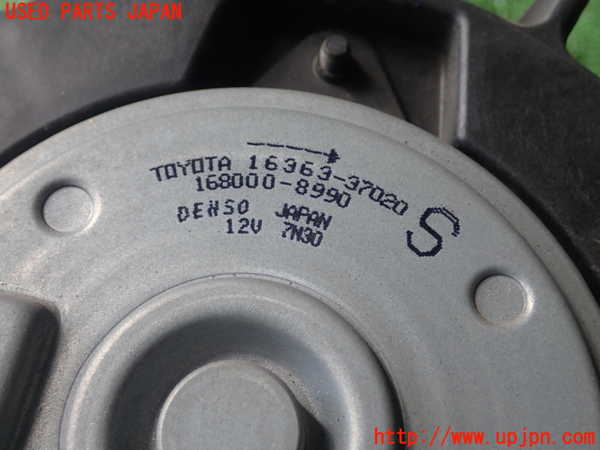 USED PARTS JAPAN
TOYOTA 16363-37020
168000-8990
DENSO JAPAN
12V 7N30
S
http://www.upjpn.com/